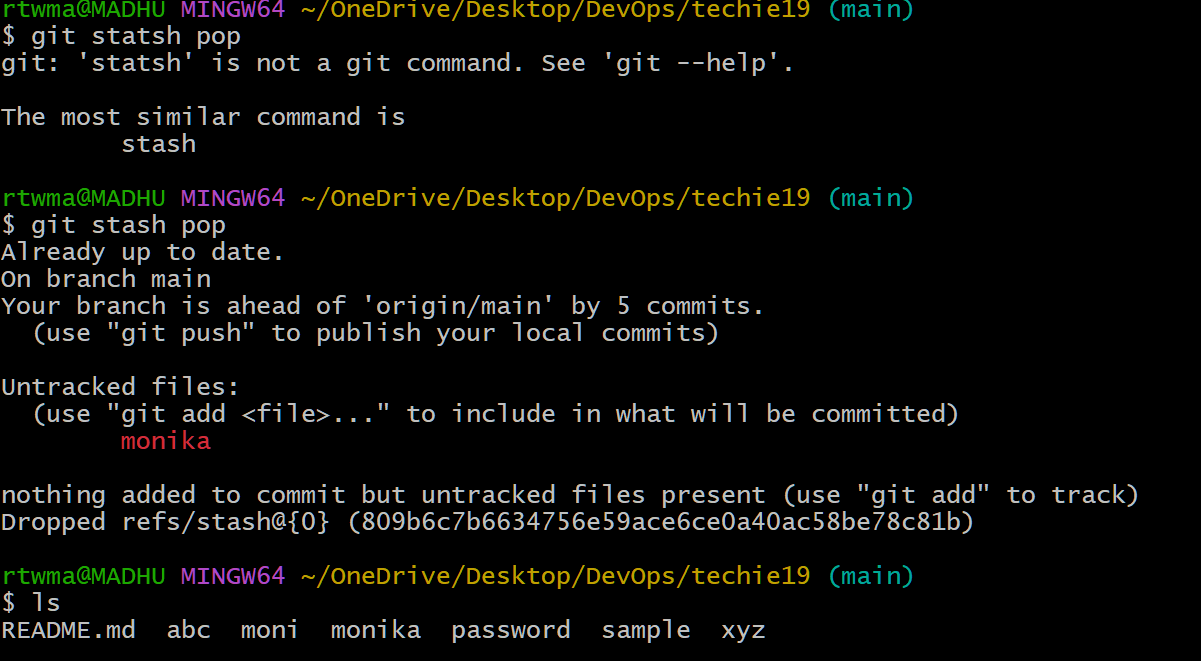 rtwma@MADHU MINGW64 ~/OneDrive/Desktop/DevOps/techie19 (main)
$ git statsh pop
git: 'statsh' is not a git command. See 'git --help'.
The most similar command is
stash
rtwma@MADHU MINGW64 ~/OneDrive/Desktop/DevOps/techie19 (main)
$ git stash pop
Already up to date.
On branch main
Your branch is ahead of 'origin/main' by 5 commits.
(use "git push" to publish your local commits)
Untracked files:
(use "git add <file>..." to include in what will be committed)
monika
nothing added to commit but untracked files present (use "git add" to track)
Dropped refs/stash@{0} (809b6c7b6634756e59ace6ce0a40ac58be78c81b)
rtwma@MADHU MINGW64 ~/OneDrive/Desktop/DevOps/techie19 (main)
$ ls
README.md  abc  moni  monika  password  sample  xyz